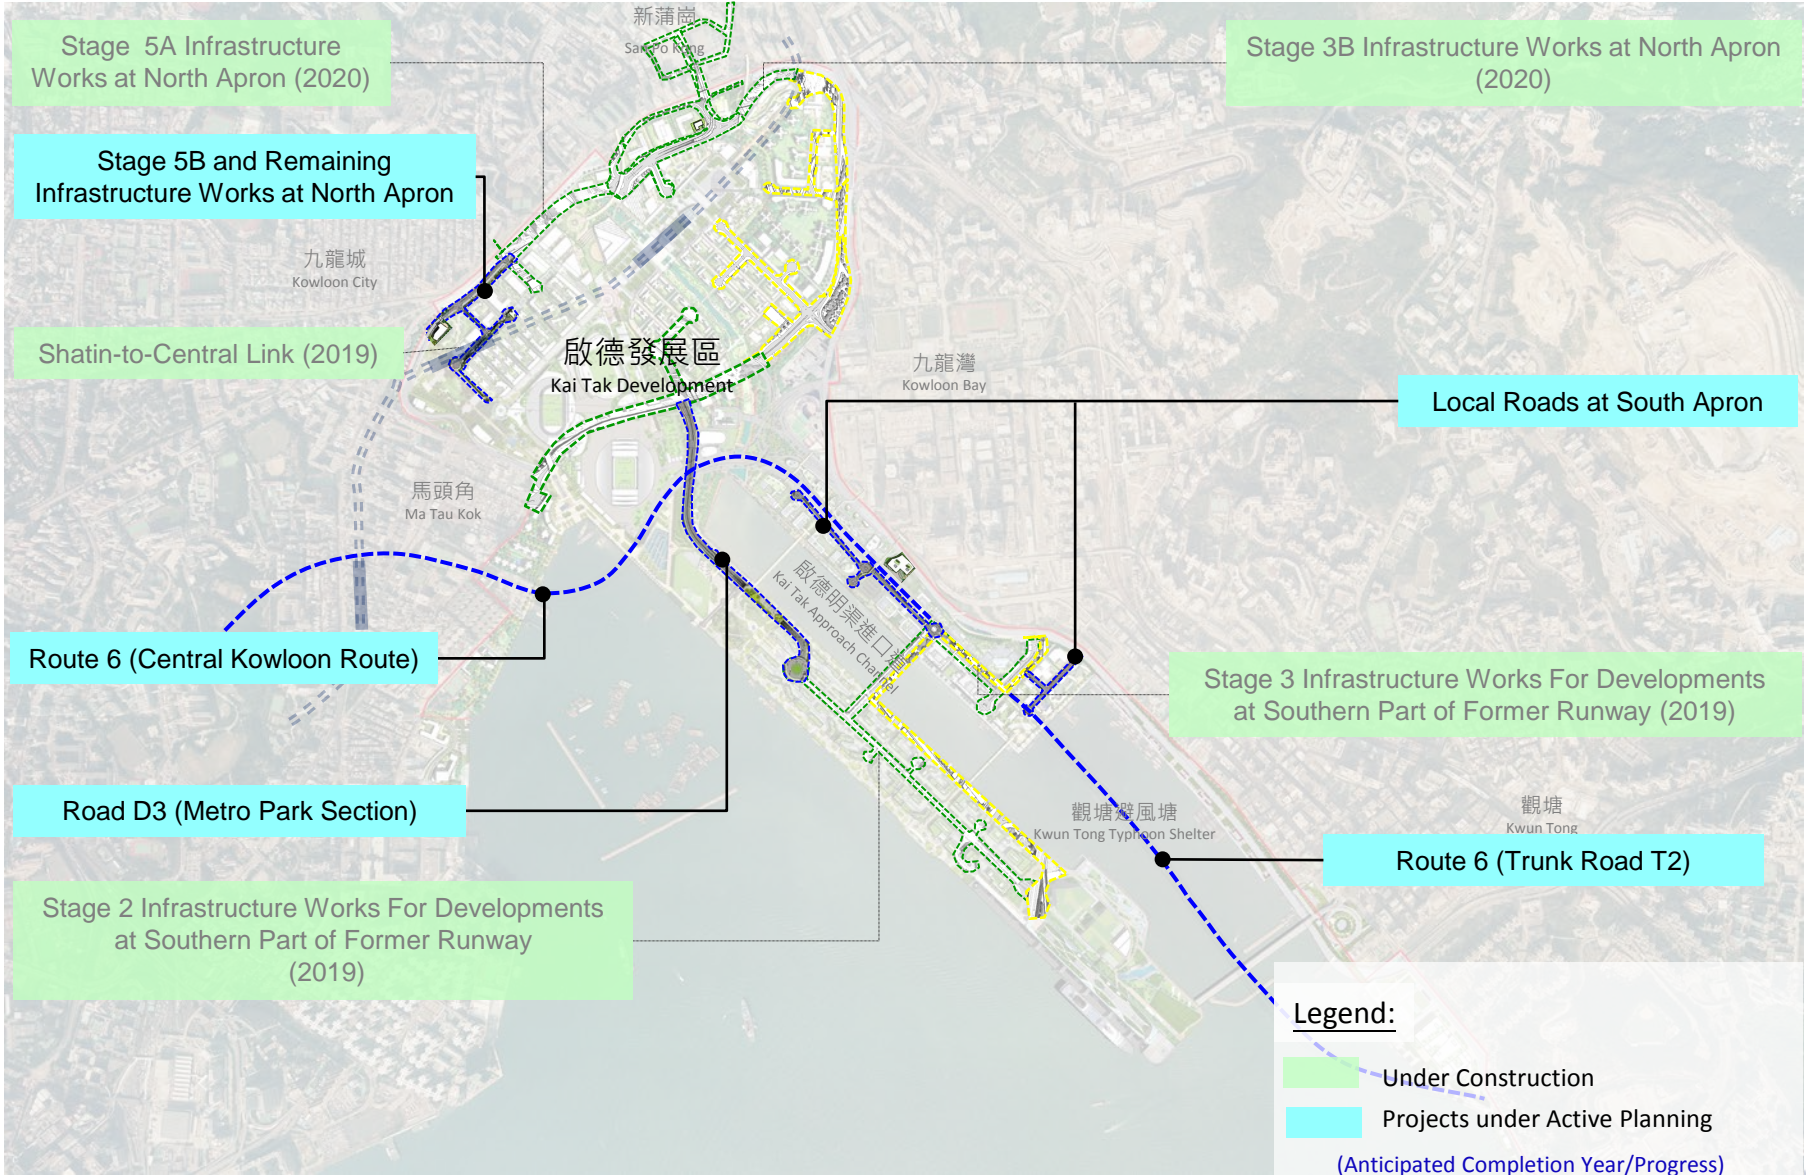 新蒲崗
San Po Kong
Stage 5A Infrastructure
Works at North Apron (2020)
Stage 3B Infrastructure Works at North Apron
(2020)
Stage 5B and Remaining
Infrastructure Works at North Apron
九龍城
Kowloon City
Shatin-to-Central Link (2019)
啟德發展區
Kai Tak Development
九龍灣
Kowloon Bay
Local Roads at South Apron
馬頭角
Ma Tau Kok
啟德明渠進口道
Kai Tak Approach Channel
Route 6 (Central Kowloon Route)
Stage 3 Infrastructure Works For Developments
at Southern Part of Former Runway (2019)
Road D3 (Metro Park Section)
觀塘避風塘
Kwun Tong Typhoon Shelter
觀塘
Kwun Tong
Route 6 (Trunk Road T2)
Stage 2 Infrastructure Works For Developments
at Southern Part of Former Runway
(2019)
Legend:
Under Construction
Projects under Active Planning
(Anticipated Completion Year/Progress)